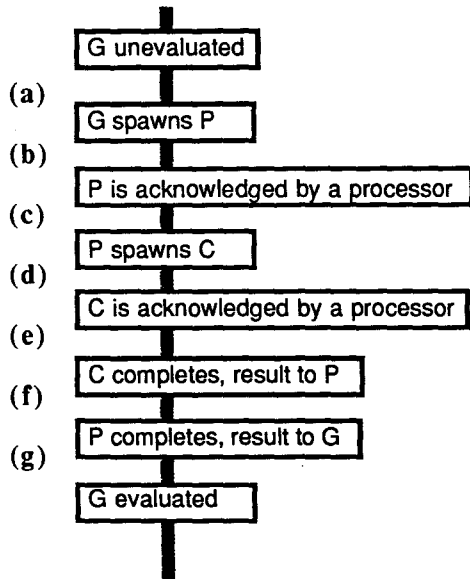 G unevaluated
(a)
G spawns P
(b)
P is acknowledged by a processor
(c)
P spawns C
(d)
C is acknowledged by a processor
(e)
C completes, result to P
(f)
P completes, result to G
(g)
G evaluated